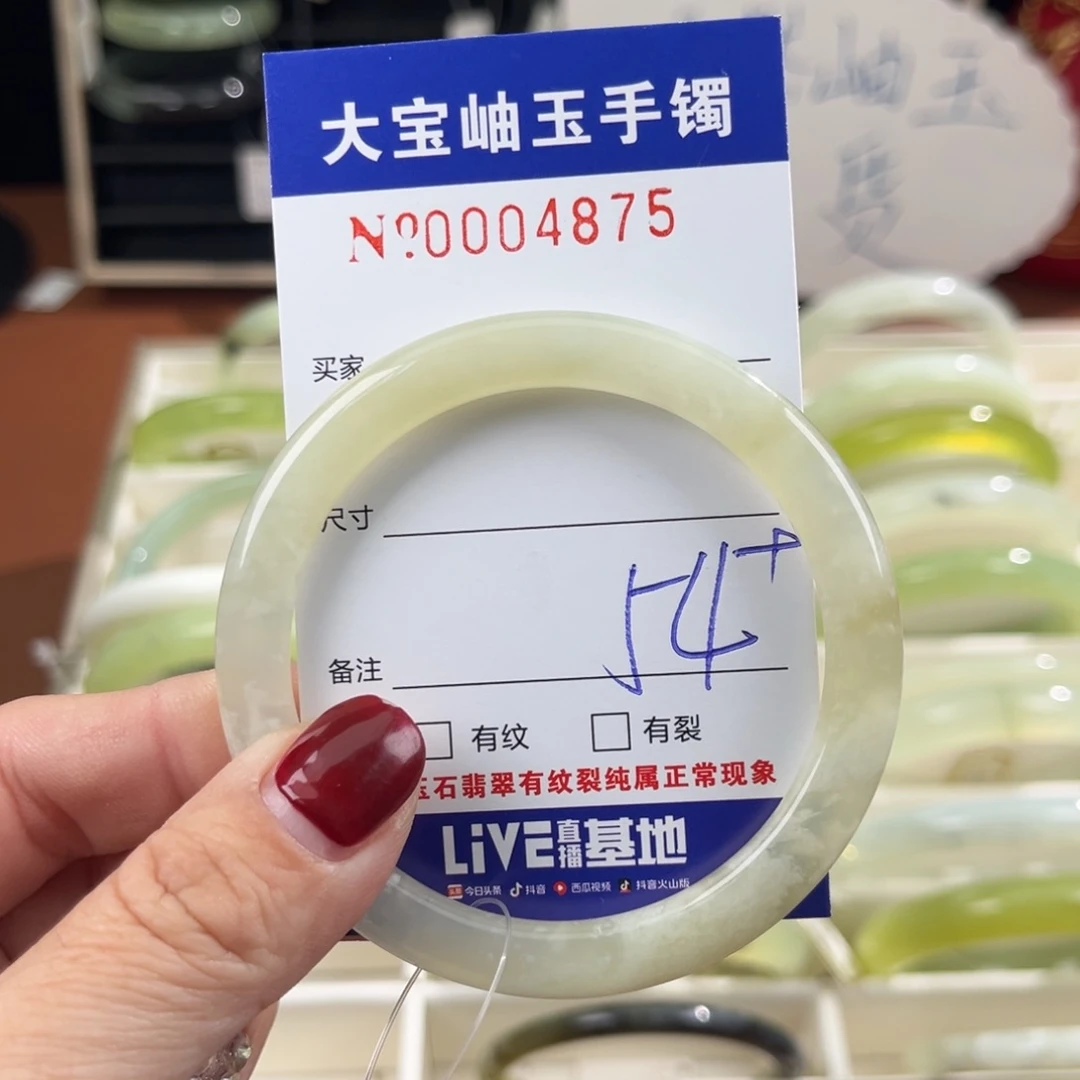 大宝岫玉手镯
Nº0004875
买家
尺寸
54+
备注
有纹 有裂
玉石翡翠有纹裂纯属正常现象
LiVE直播基地
今日头条 抖音 西瓜视频 抖音火山版
岫玉